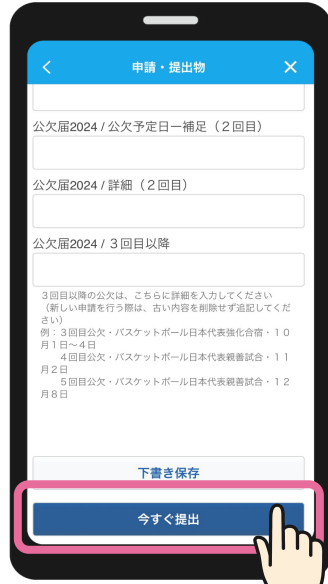 申請・提出物
公欠届2024 / 公欠予定日ー補足（２回目）
公欠届2024 / 詳細（２回目）
公欠届2024 / ３回目以降
３回目以降の公欠は、こちらに詳細を入力してください
（新しい申請を行う際は、古い内容を削除せず追記してくだ
さい）
例：３回目公欠・バスケットボール日本代表強化合宿・１０
月１日〜４日
４回目公欠・バスケットボール日本代表親善試合・１１
月２日
５回目公欠・バスケットボール日本代表親善試合・１２
月８日
下書き保存
今すぐ提出